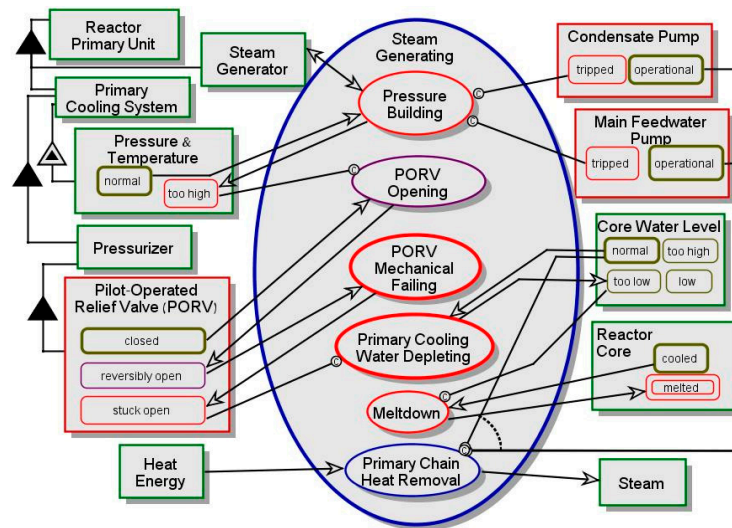 Reactor
Primary Unit
Steam
Generator
Steam
Generating
Condensate Pump
tripped
operational
Primary
Cooling System
Pressure
Building
Main Feedwater
Pump
tripped
operational
Pressure &
Temperature
normal
too high
PORV
Opening
Core Water Level
normal
too high
too low
low
Pressurizer
PORV
Mechanical
Failing
Pilot-Operated
Relief Valve (PORV)
closed
reversibly open
stuck open
Primary Cooling
Water Depleting
Reactor
Core
cooled
melted
Meltdown
Heat
Energy
Primary Chain
Heat Removal
Steam
C
C
C
C
C
C
C